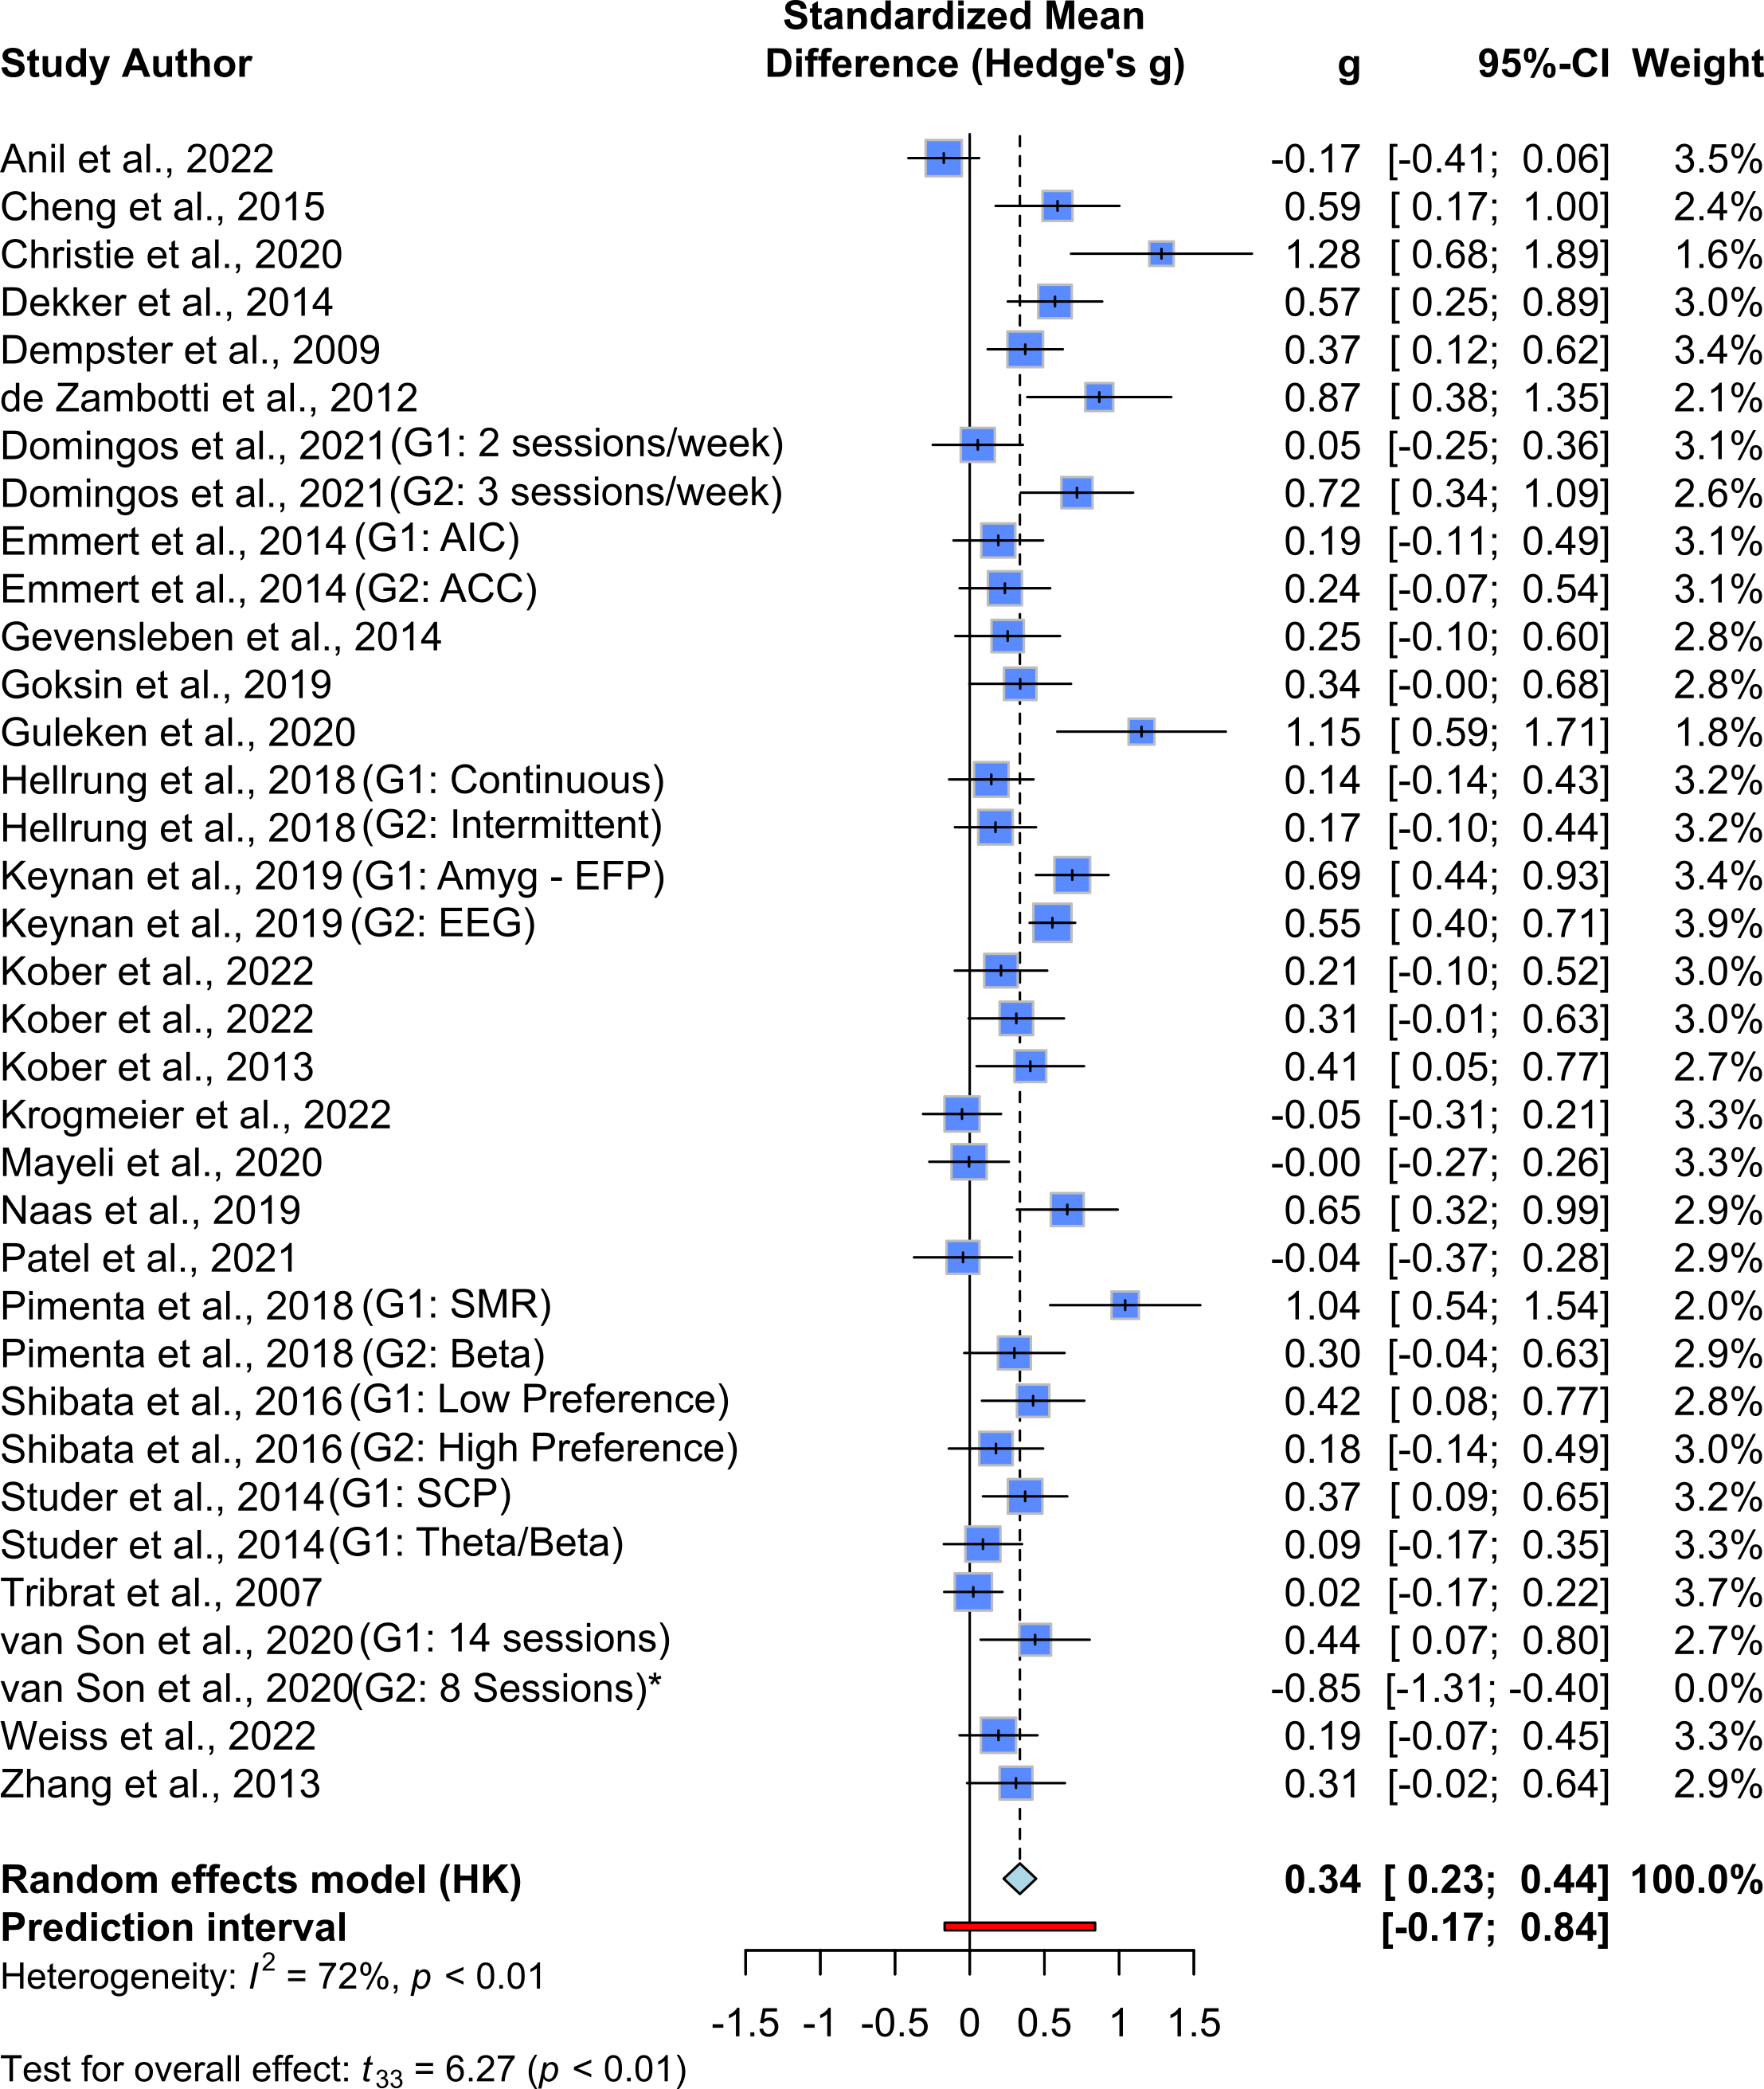 Standardized Mean
Study Author Difference (Hedge's g) g 95%-CI Weight
Anil et al., 2022 -0.17 [-0.41; 0.06] 3.5%
Cheng et al., 2015 0.59 [ 0.17; 1.00] 2.4%
Christie et al., 2020 1.28 [ 0.68; 1.89] 1.6%
Dekker et al., 2014 0.57 [ 0.25; 0.89] 3.0%
Dempster et al., 2009 0.37 [ 0.12; 0.62] 3.4%
de Zambotti et al., 2012 0.87 [ 0.38; 1.35] 2.1%
Domingos et al., 2021 (G1: 2 sessions/week) 0.05 [-0.25; 0.36] 3.1%
Domingos et al., 2021 (G2: 3 sessions/week) 0.72 [ 0.34; 1.09] 2.6%
Emmert et al., 2014 (G1: AIC) 0.19 [-0.11; 0.49] 3.1%
Emmert et al., 2014 (G2: ACC) 0.24 [-0.07; 0.54] 3.1%
Gevensleben et al., 2014 0.25 [-0.10; 0.60] 2.8%
Goksin et al., 2019 0.34 [-0.00; 0.68] 2.8%
Guleken et al., 2020 1.15 [ 0.59; 1.71] 1.8%
Hellrung et al., 2018 (G1: Continuous) 0.14 [-0.14; 0.43] 3.2%
Hellrung et al., 2018 (G2: Intermittent) 0.17 [-0.10; 0.44] 3.2%
Keynan et al., 2019 (G1: Amyg - EFP) 0.69 [ 0.44; 0.93] 3.4%
Keynan et al., 2019 (G2: EEG) 0.55 [ 0.40; 0.71] 3.9%
Kober et al., 2022 0.21 [-0.10; 0.52] 3.0%
Kober et al., 2022 0.31 [-0.01; 0.63] 3.0%
Kober et al., 2013 0.41 [ 0.05; 0.77] 2.7%
Krogmeier et al., 2022 -0.05 [-0.31; 0.21] 3.3%
Mayeli et al., 2020 -0.00 [-0.27; 0.26] 3.3%
Naas et al., 2019 0.65 [ 0.32; 0.99] 2.9%
Patel et al., 2021 -0.04 [-0.37; 0.28] 2.9%
Pimenta et al., 2018 (G1: SMR) 1.04 [ 0.54; 1.54] 2.0%
Pimenta et al., 2018 (G2: Beta) 0.30 [-0.04; 0.63] 2.9%
Shibata et al., 2016 (G1: Low Preference) 0.42 [ 0.08; 0.77] 2.8%
Shibata et al., 2016 (G2: High Preference) 0.18 [-0.14; 0.49] 3.0%
Studer et al., 2014 (G1: SCP) 0.37 [ 0.09; 0.65] 3.2%
Studer et al., 2014 (G1: Theta/Beta) 0.09 [-0.17; 0.35] 3.3%
Tribrat et al., 2007 0.02 [-0.17; 0.22] 3.7%
van Son et al., 2020 (G1: 14 sessions) 0.44 [ 0.07; 0.80] 2.7%
van Son et al., 2020(G2: 8 Sessions)* -0.85 [-1.31; -0.40] 0.0%
Weiss et al., 2022 0.19 [-0.07; 0.45] 3.3%
Zhang et al., 2013 0.31 [-0.02; 0.64] 2.9%
Random effects model (HK) 0.34 [ 0.23; 0.44] 100.0%
Prediction interval [-0.17; 0.84]
Heterogeneity: I² = 72%, p < 0.01
-1.5 -1 -0.5 0 0.5 1 1.5
Test for overall effect: t₃₃ = 6.27 (p < 0.01)